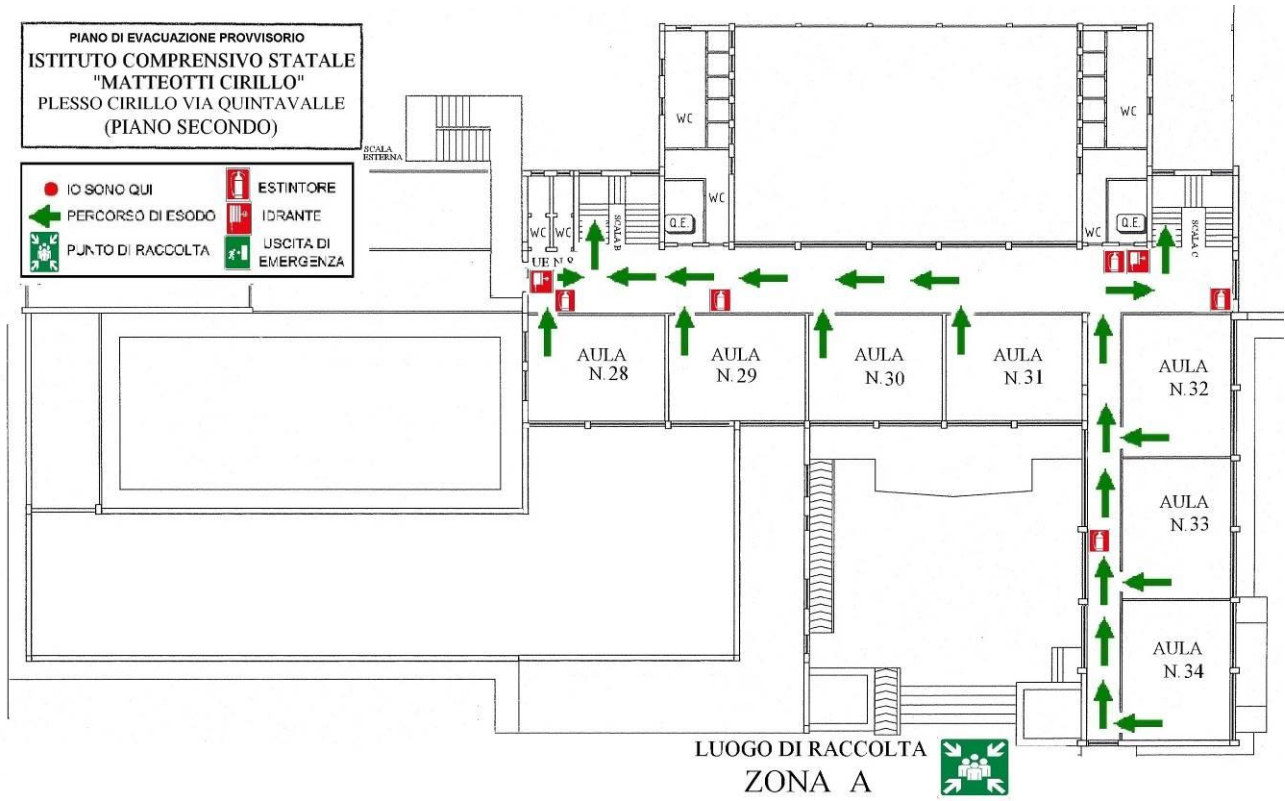 PIANO DI EVACUAZIONE PROVVISORIO
ISTITUTO COMPRENSIVO STATALE
"MATTEOTTI CIRILLO"
PLESSO CIRILLO VIA QUINTAVALLE
(PIANO SECONDO)
IO SONO QUI
ESTINTORE
PERCORSO DI ESODO
IDRANTE
PUNTO DI RACCOLTA
USCITA DI
EMERGENZA
SCALA
ESTERNA
WC
WC
WC
WC
Q.E.
Q.E.
WC
WC
WC
SCALA B
SCALA C
UE N.8
AULA
N. 28
AULA
N. 29
AULA
N. 30
AULA
N. 31
AULA
N. 32
AULA
N. 33
AULA
N. 34
LUOGO DI RACCOLTA
ZONA A